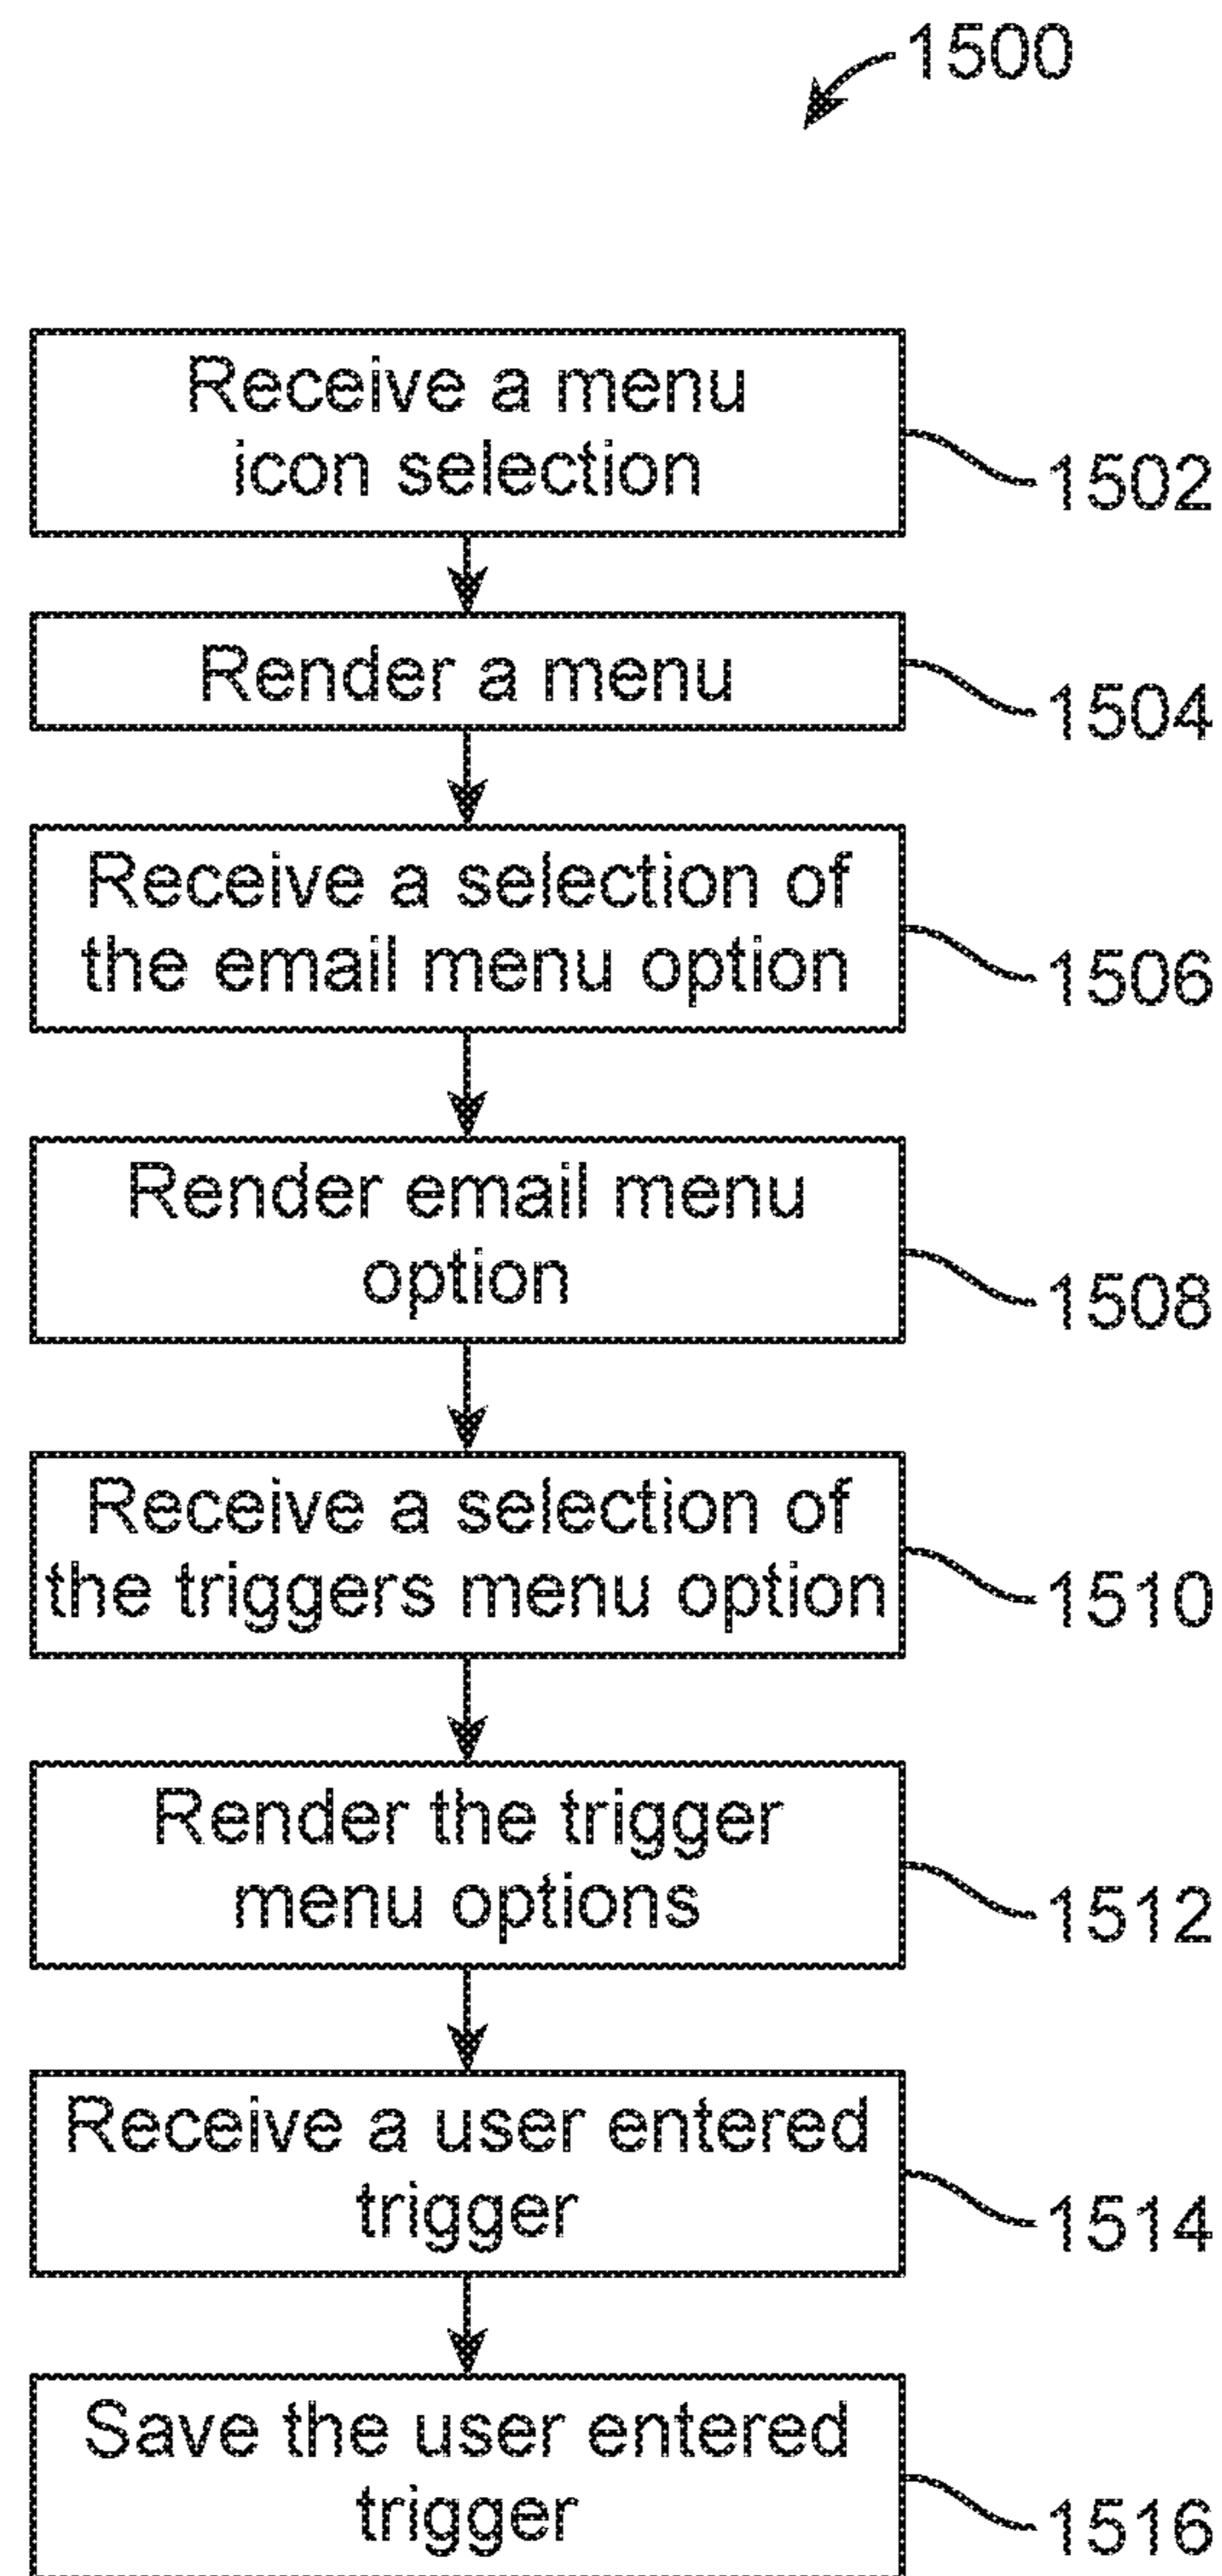 1500
Receive a menu
icon selection
1502
Render a menu
1504
Receive a selection of
the email menu option
1506
Render email menu
option
1508
Receive a selection of
the triggers menu option
1510
Render the trigger
menu options
1512
Receive a user entered
trigger
1514
Save the user entered
trigger
1516